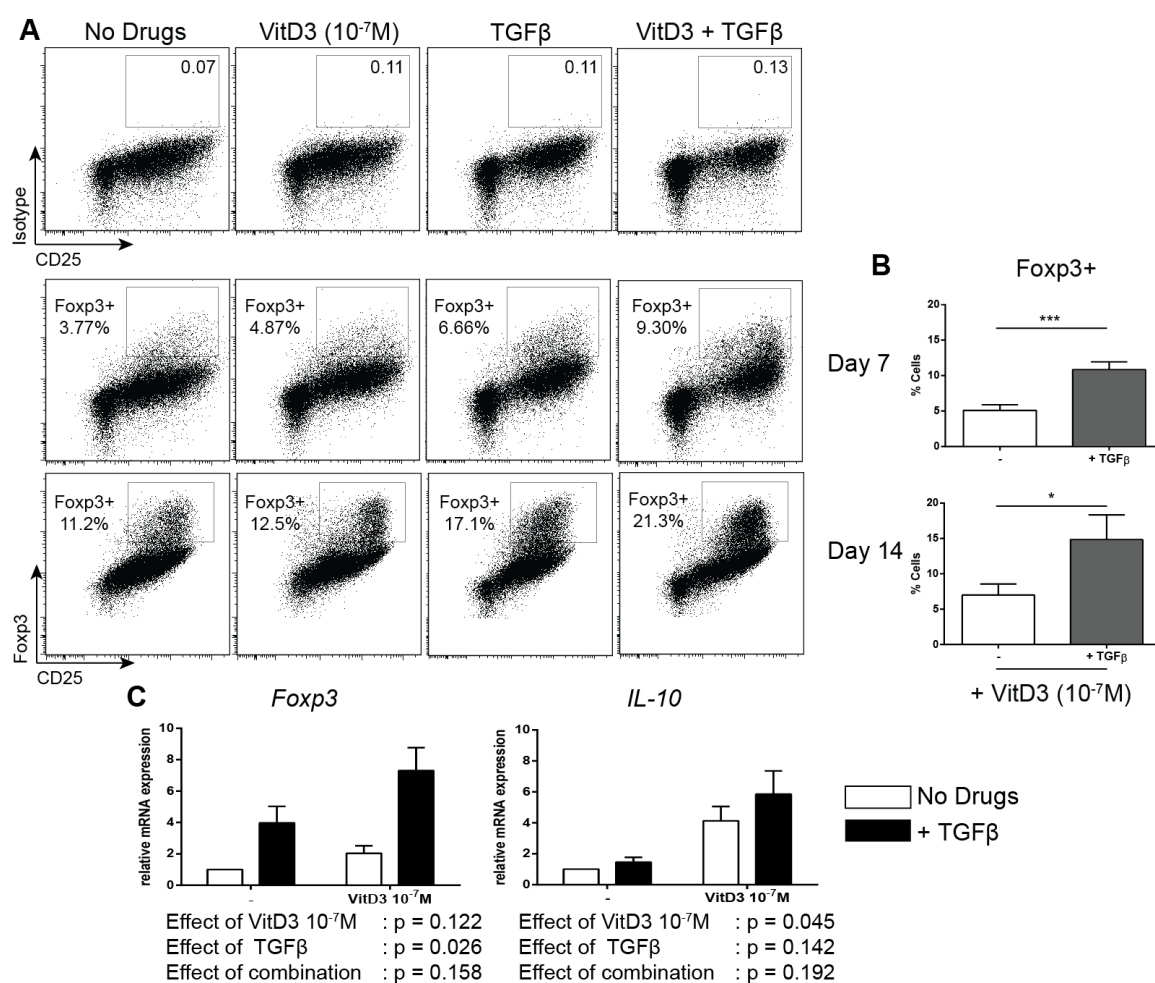 A
No Drugs
VitD3 (10-7M)
TGFβ
VitD3 + TGFβ
0.07
0.11
0.11
0.13
Isotype
CD25
Foxp3+
3.77%
Foxp3+
4.87%
Foxp3+
6.66%
Foxp3+
9.30%
Foxp3+
11.2%
Foxp3+
12.5%
Foxp3+
17.1%
Foxp3+
21.3%
Foxp3
CD25
B
Foxp3+
Day 7
% Cells
20
15
10
5
0
***
-
+ TGFβ
Day 14
% Cells
20
15
10
5
0
*
-
+ TGFβ
+ VitD3 (10-7M)
C
Foxp3
relative mRNA expression
10
8
6
4
2
0
-
VitD3 10-7M
Effect of VitD3 10-7M : p = 0.122
Effect of TGFβ : p = 0.026
Effect of combination : p = 0.158
IL-10
relative mRNA expression
10
8
6
4
2
0
-
VitD3 10-7M
Effect of VitD3 10-7M : p = 0.045
Effect of TGFβ : p = 0.142
Effect of combination : p = 0.192
No Drugs
+ TGFβ